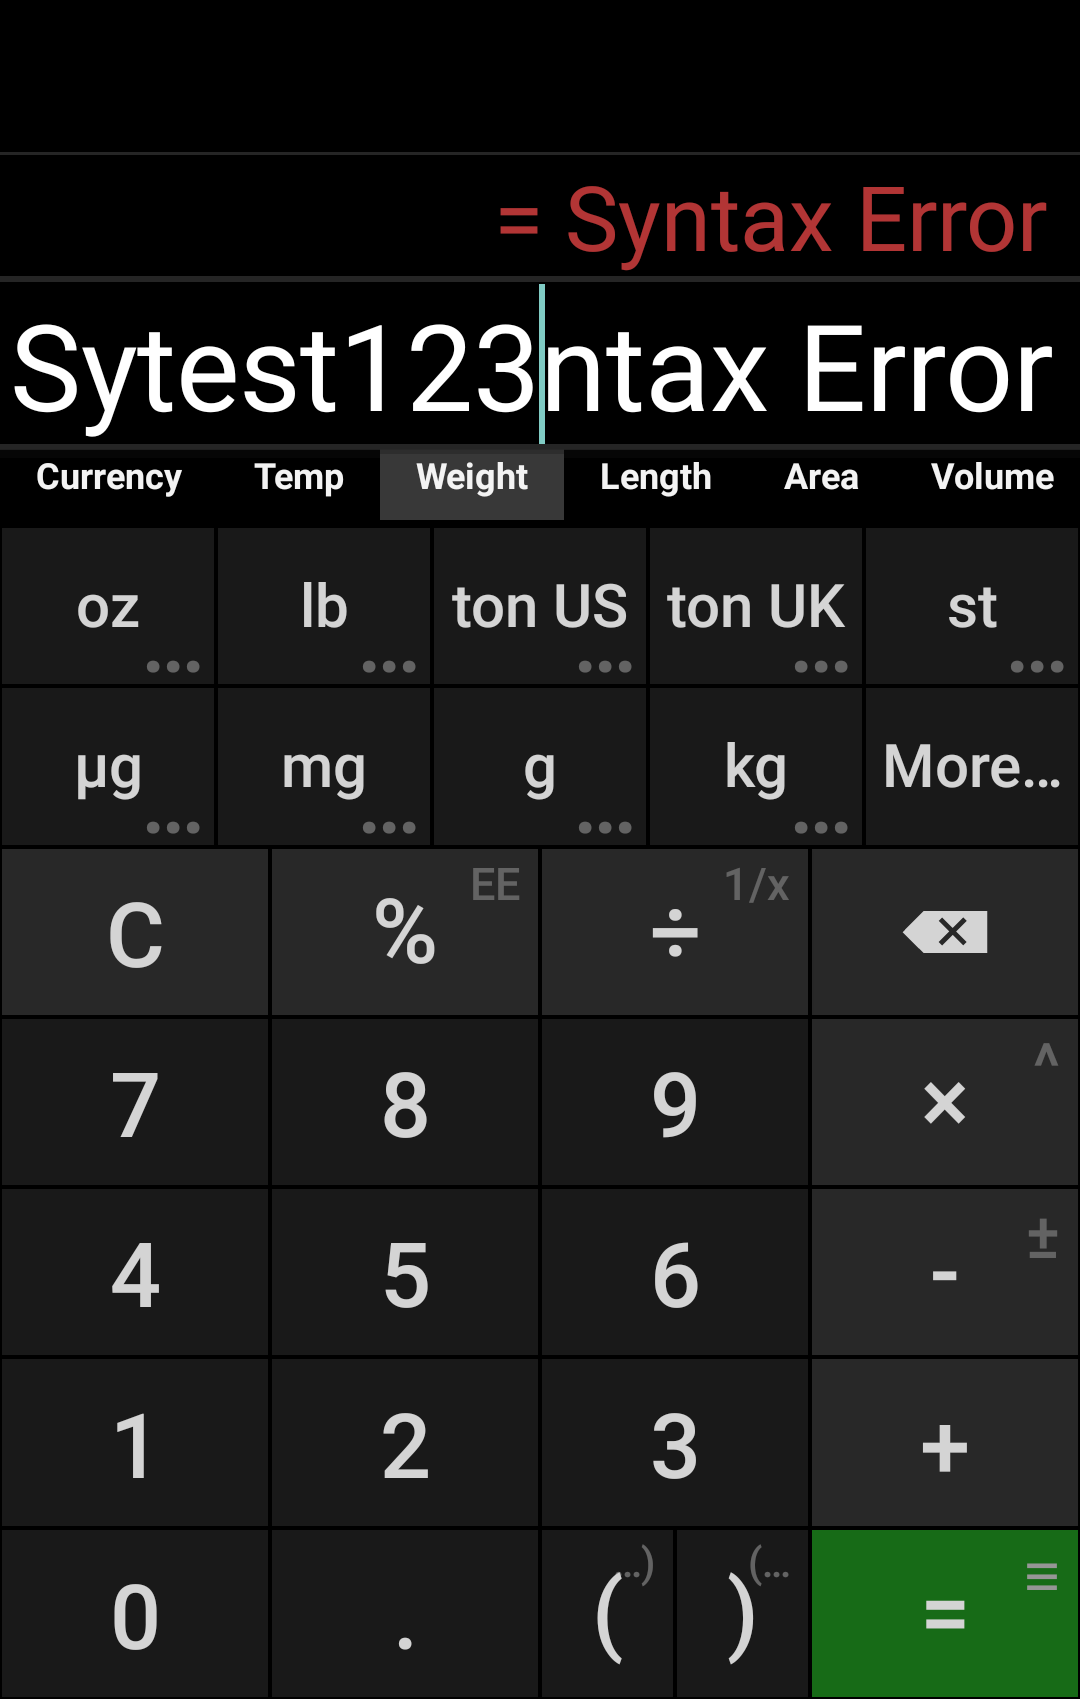 = Syntax Error
Sytest123ntax Error
Currency Temp Weight Length Area Volume
oz lb ton US ton UK st
µg mg g kg More...
C % EE ÷ 1/x
7 8 9 × ^
4 5 6 - ±
1 2 3 +
0 . ( ..) ) (... =